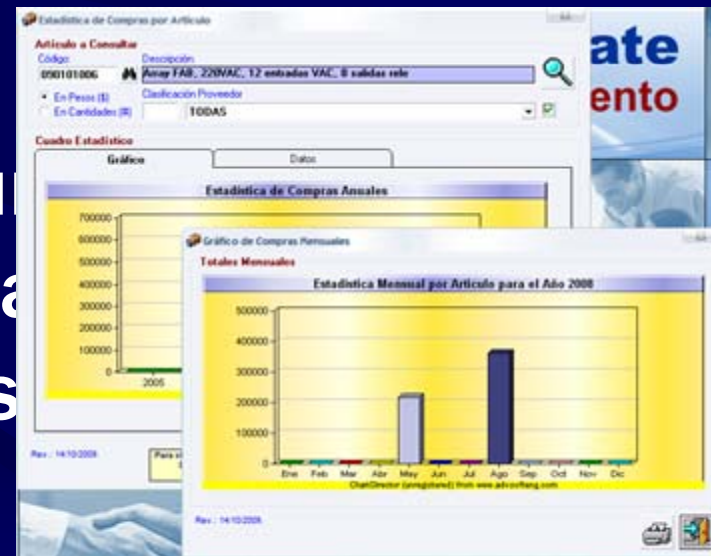 Estadística de Compras por Artículo
Artículo a Consultar
Código
Descripción
090101006
Array FAB, 220VAC, 12 entradas VAC, 8 salidas rele
En Pesos ($)
En Cantidades (#)
Clasificación Proveedor
TODAS
Cuadro Estadístico
Gráfico
Datos
Estadística de Compras Anuales
700000
600000
500000
400000
300000
200000
100000
0
2005
Rev.: 14/10/2009
Gráfico de Compras Mensuales
Totales Mensuales
Estadística Mensual por Artículo para el Año 2008
500000
400000
300000
200000
100000
0
Ene Feb Mar Abr May Jun Jul Ago Sep Oct Nov Dic
ChartDirector (unregistered) from www.advsofteng.com
Rev.: 14/10/2009
ate
ento